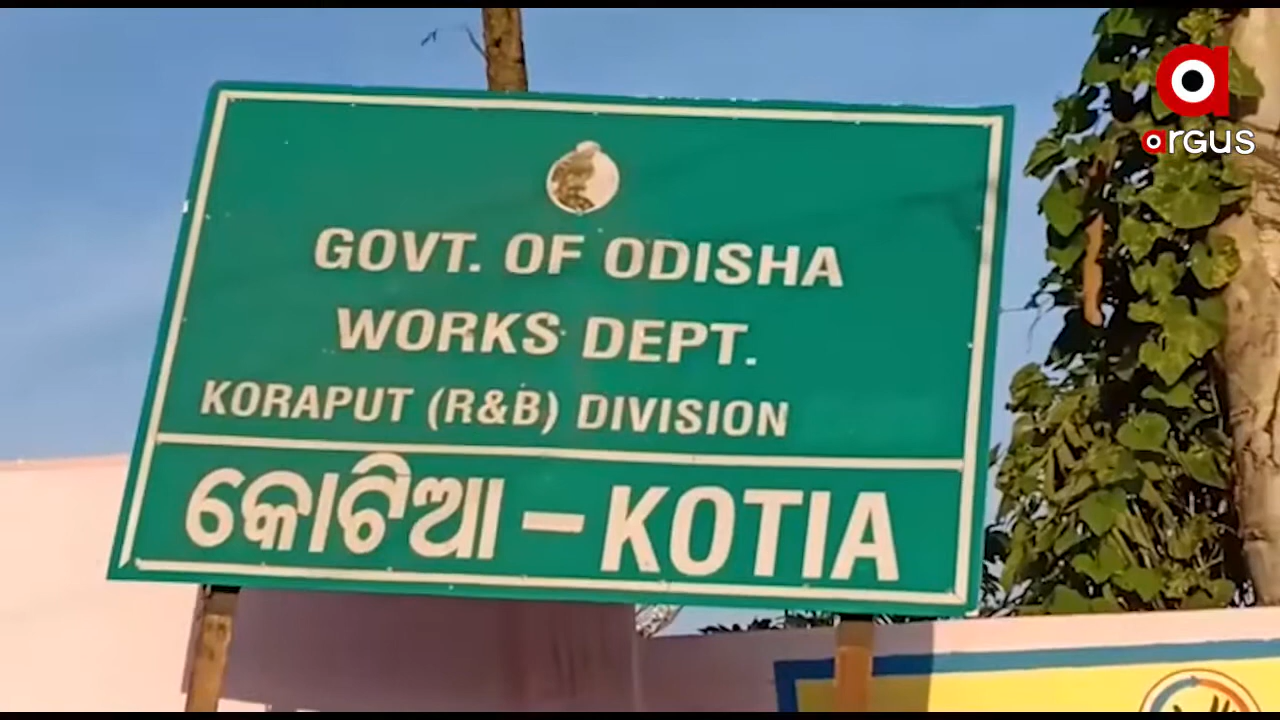 GOVT. OF ODISHA
WORKS DEPT.
KORAPUT (R&B) DIVISION
କୋଟିଆ – KOTIA
argus